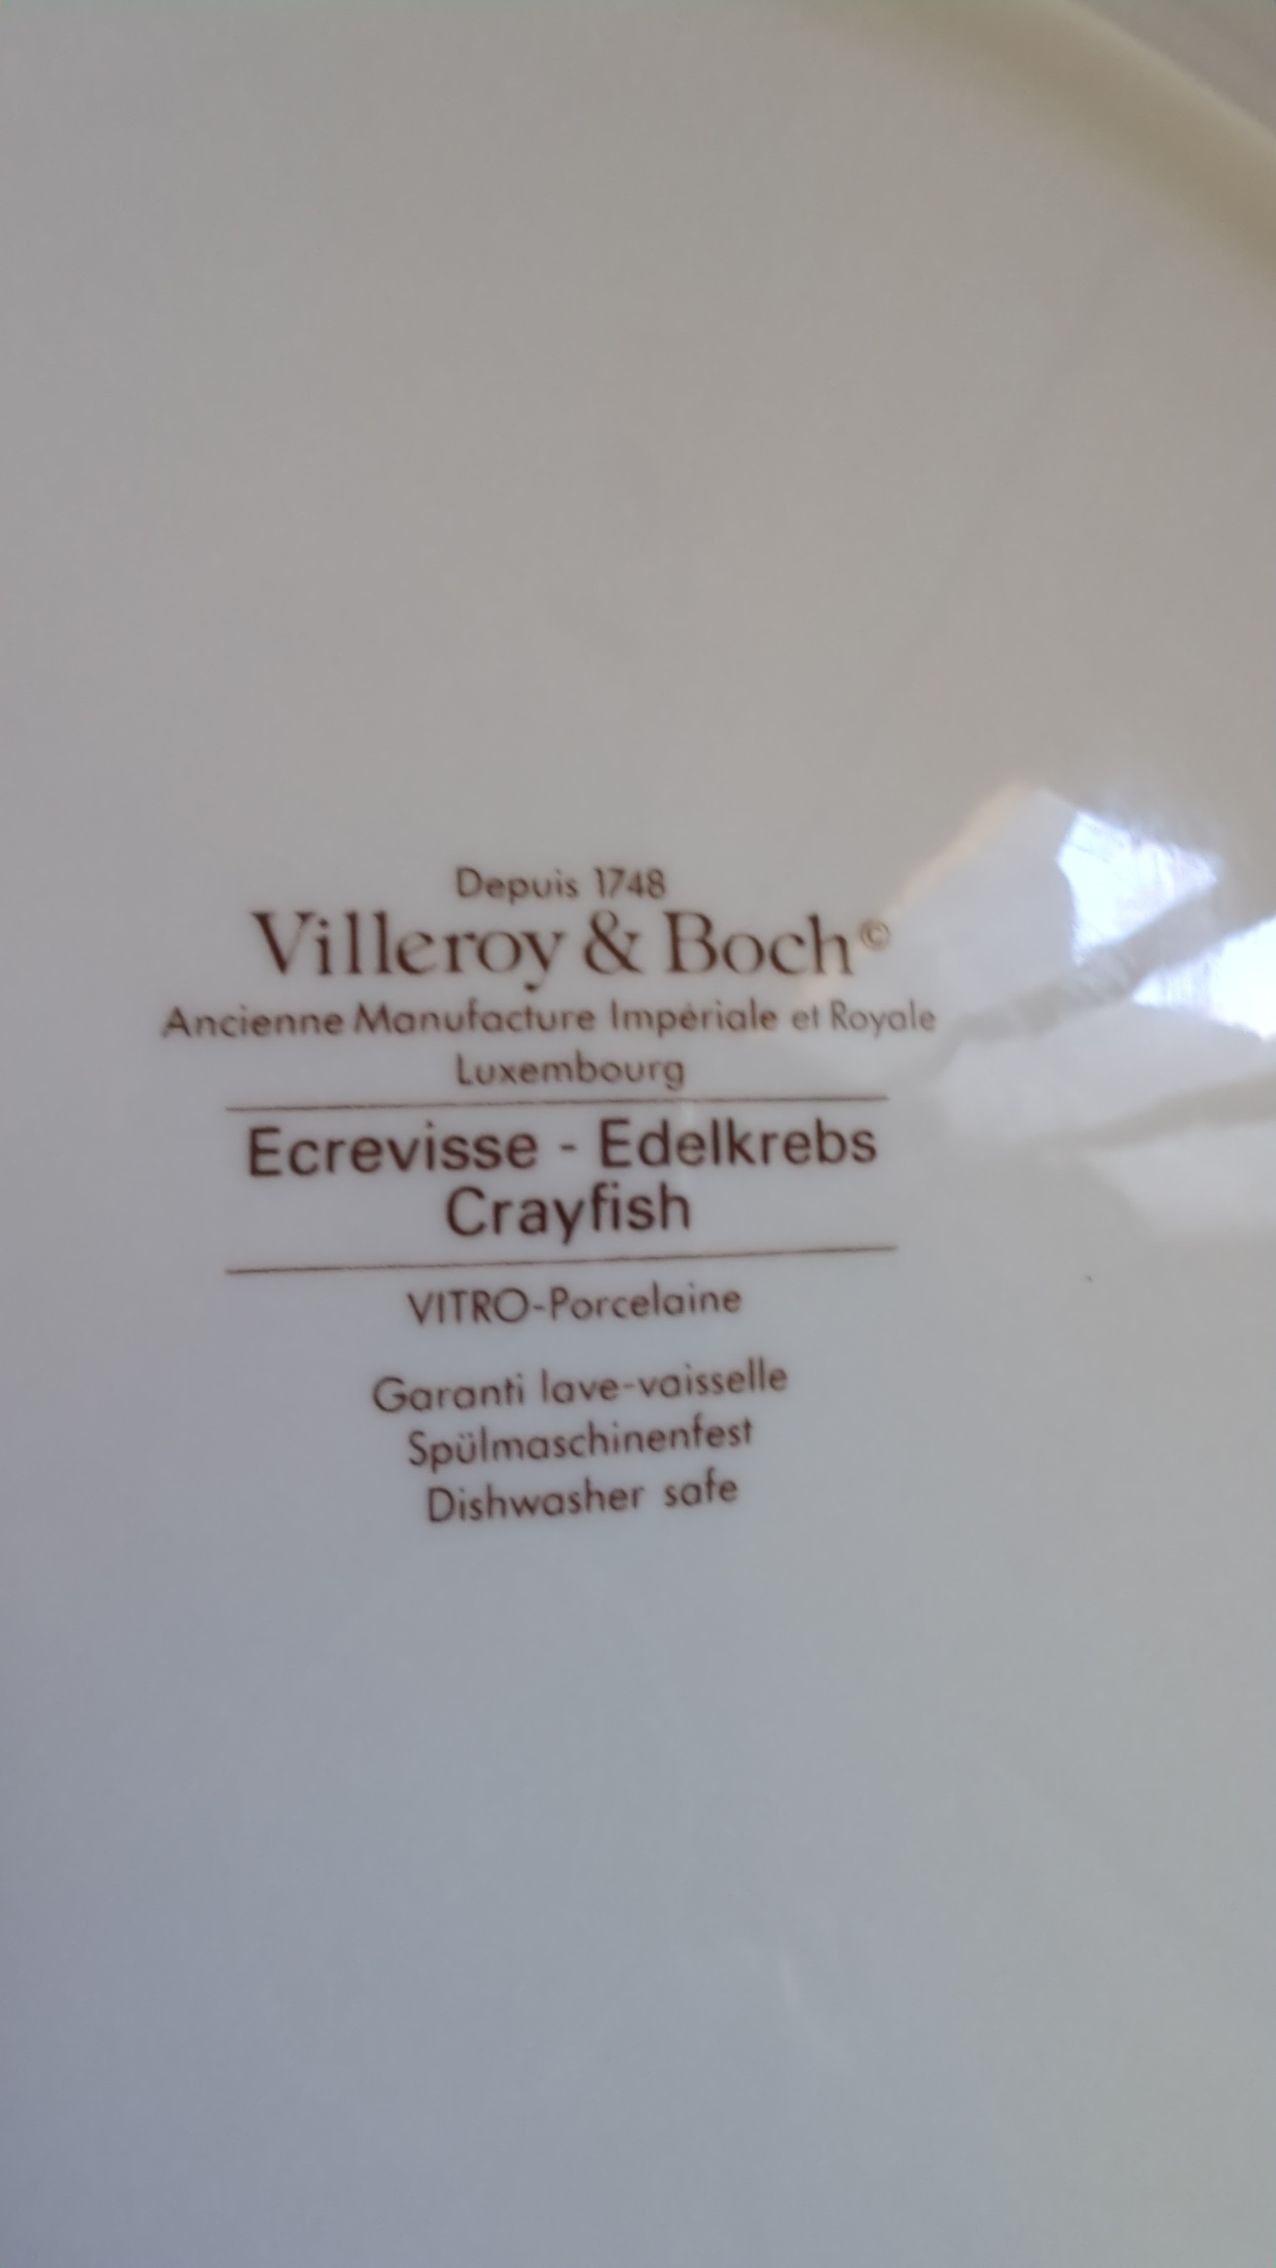 Depuis 1748
Villeroy & Boch©
Ancienne Manufacture Impériale et Royale
Luxembourg
Ecrevisse - Edelkrebs
Crayfish
VITRO-Porcelaine
Garanti lave-vaisselle
Spülmaschinenfest
Dishwasher safe